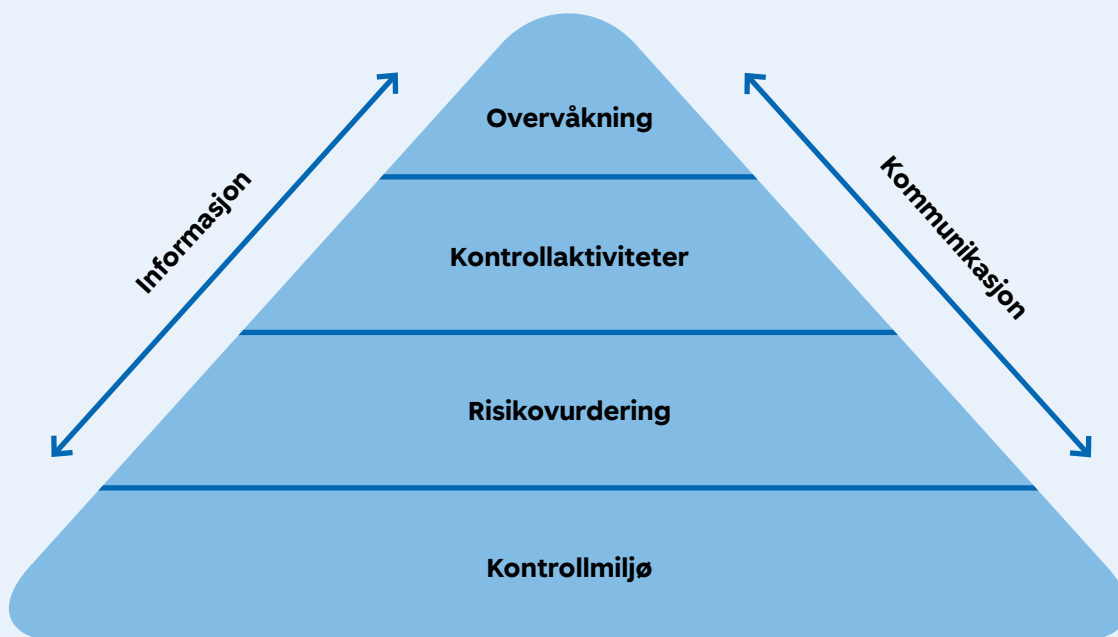 Overvåkning
Informasjon
Kommunikasjon
Kontrollaktiviteter
Risikovurdering
Kontrollmiljø